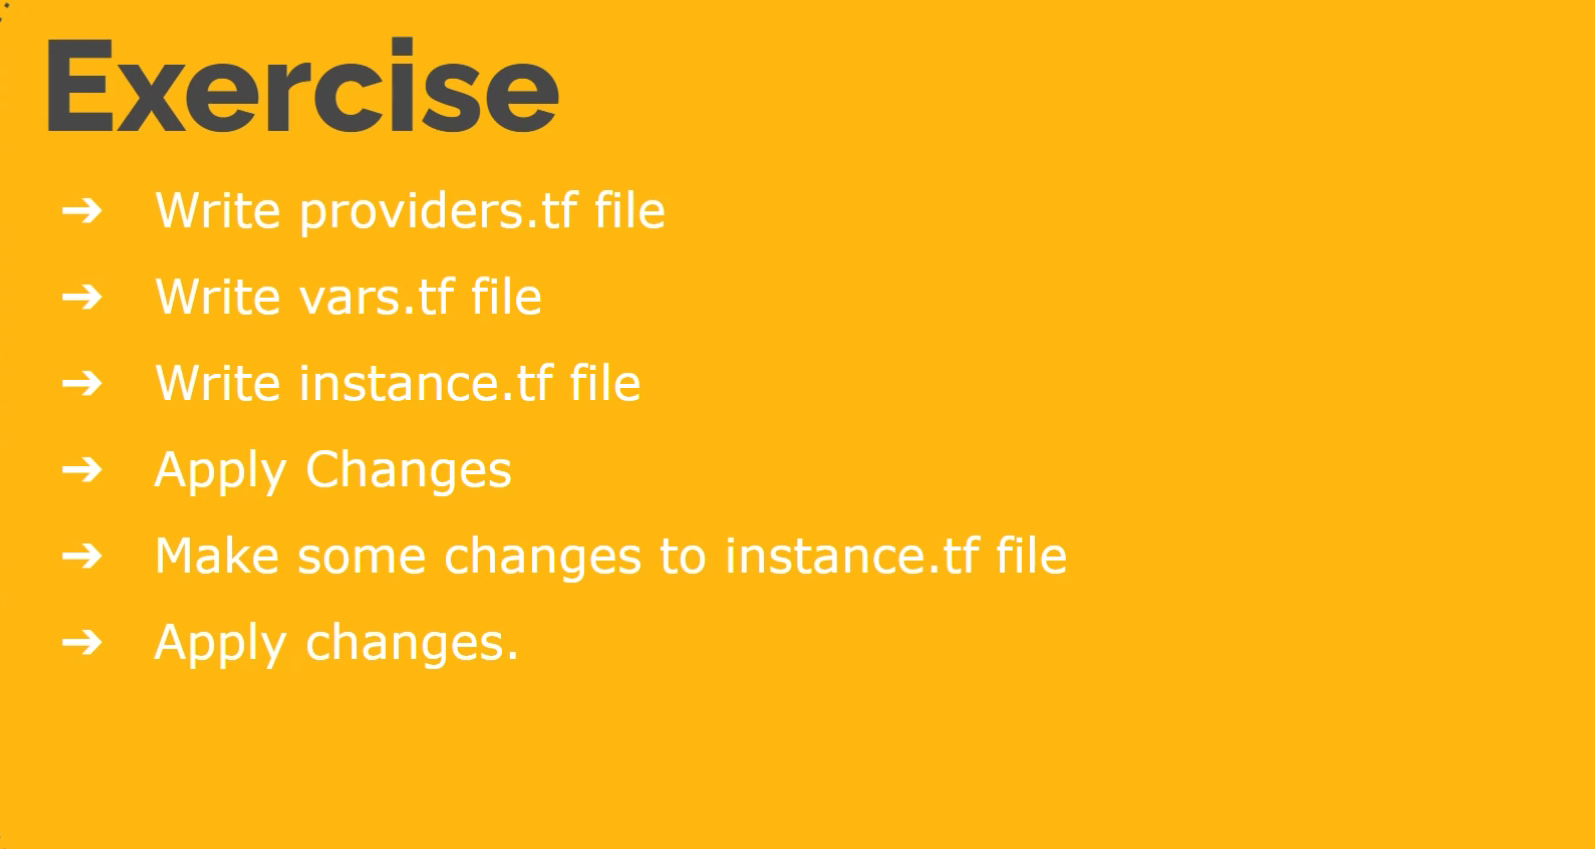 Exercise
➔ Write providers.tf file
➔ Write vars.tf file
➔ Write instance.tf file
➔ Apply Changes
➔ Make some changes to instance.tf file
➔ Apply changes.